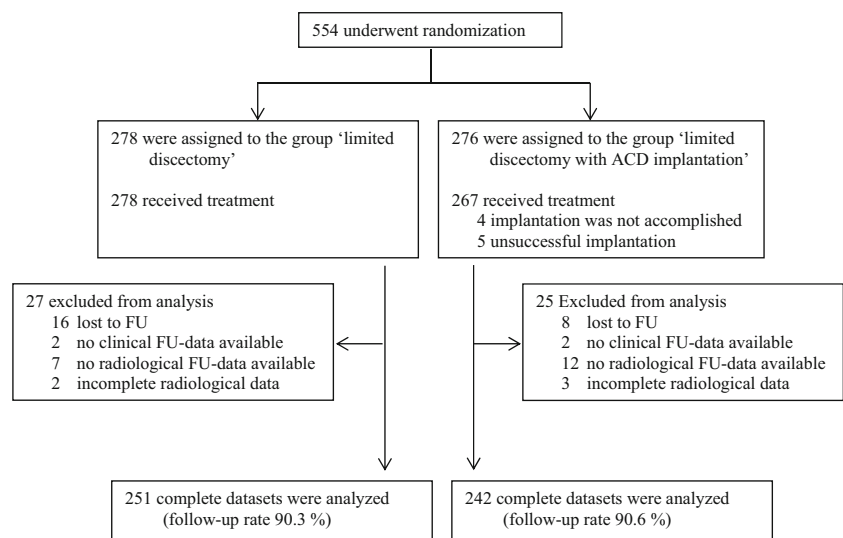 554 underwent randomization
278 were assigned to the group ‘limited
discectomy’
278 received treatment
276 were assigned to the group ‘limited
discectomy with ACD implantation’
267 received treatment
4 implantation was not accomplished
5 unsuccessful implantation
27 excluded from analysis
16 lost to FU
2 no clinical FU-data available
7 no radiological FU-data available
2 incomplete radiological data
25 Excluded from analysis
8 lost to FU
2 no clinical FU-data available
12 no radiological FU-data available
3 incomplete radiological data
251 complete datasets were analyzed
(follow-up rate 90.3 %)
242 complete datasets were analyzed
(follow-up rate 90.6 %)